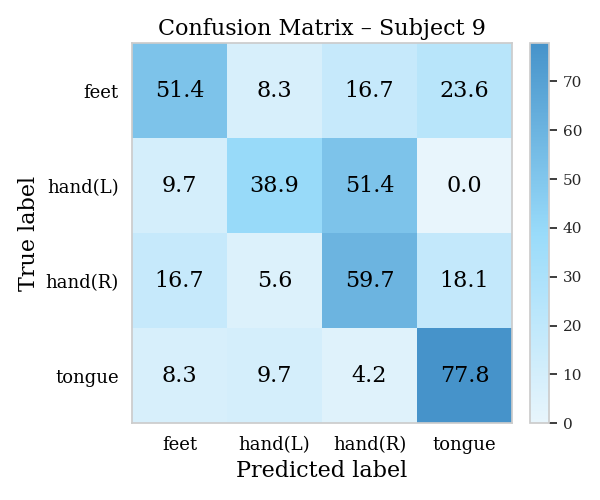 Confusion Matrix – Subject 9
feet 51.4 8.3 16.7 23.6
hand(L) 9.7 38.9 51.4 0.0
hand(R) 16.7 5.6 59.7 18.1
tongue 8.3 9.7 4.2 77.8
feet hand(L) hand(R) tongue
Predicted label
True label
70
60
50
40
30
20
10
0